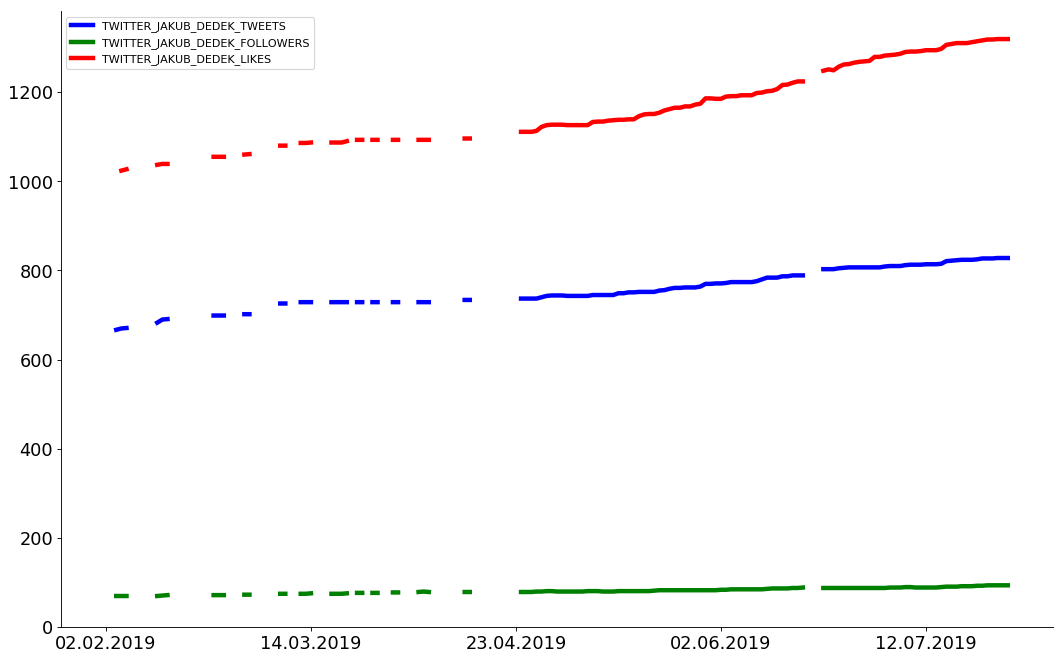 TWITTER_JAKUB_DEDEK_TWEETS
TWITTER_JAKUB_DEDEK_FOLLOWERS
TWITTER_JAKUB_DEDEK_LIKES
1200
1000
800
600
400
200
0
02.02.2019 14.03.2019 23.04.2019 02.06.2019 12.07.2019